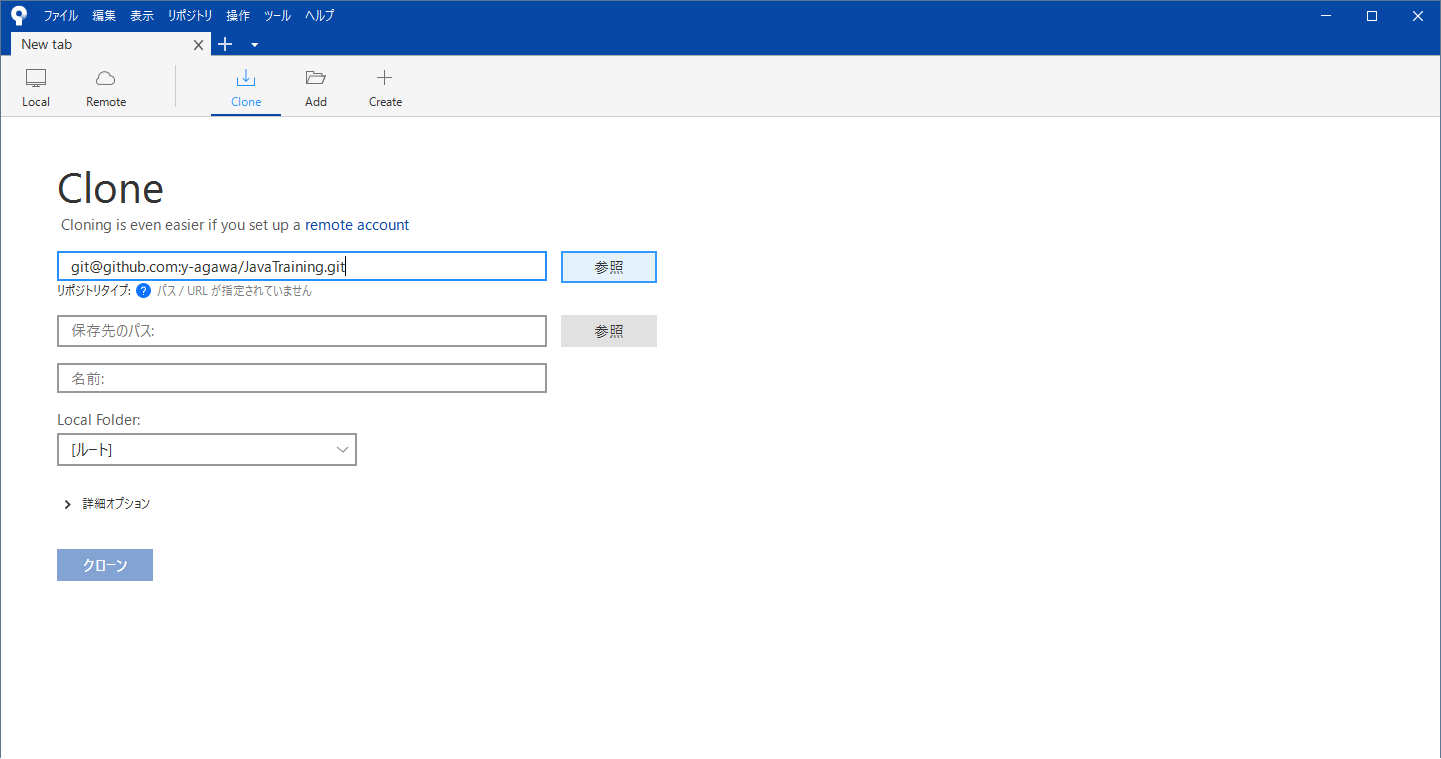 ファイル 編集 表示 リポジトリ 操作 ツール ヘルプ
New tab
Local Remote Clone Add Create
Clone
Cloning is even easier if you set up a remote account
git@github.com:y-agawa/JavaTraining.git 参照
リポジトリタイプ: ? パス / URL が指定されていません
保存先のパス: 参照
名前:
Local Folder:
[ルート]
詳細オプション
クローン